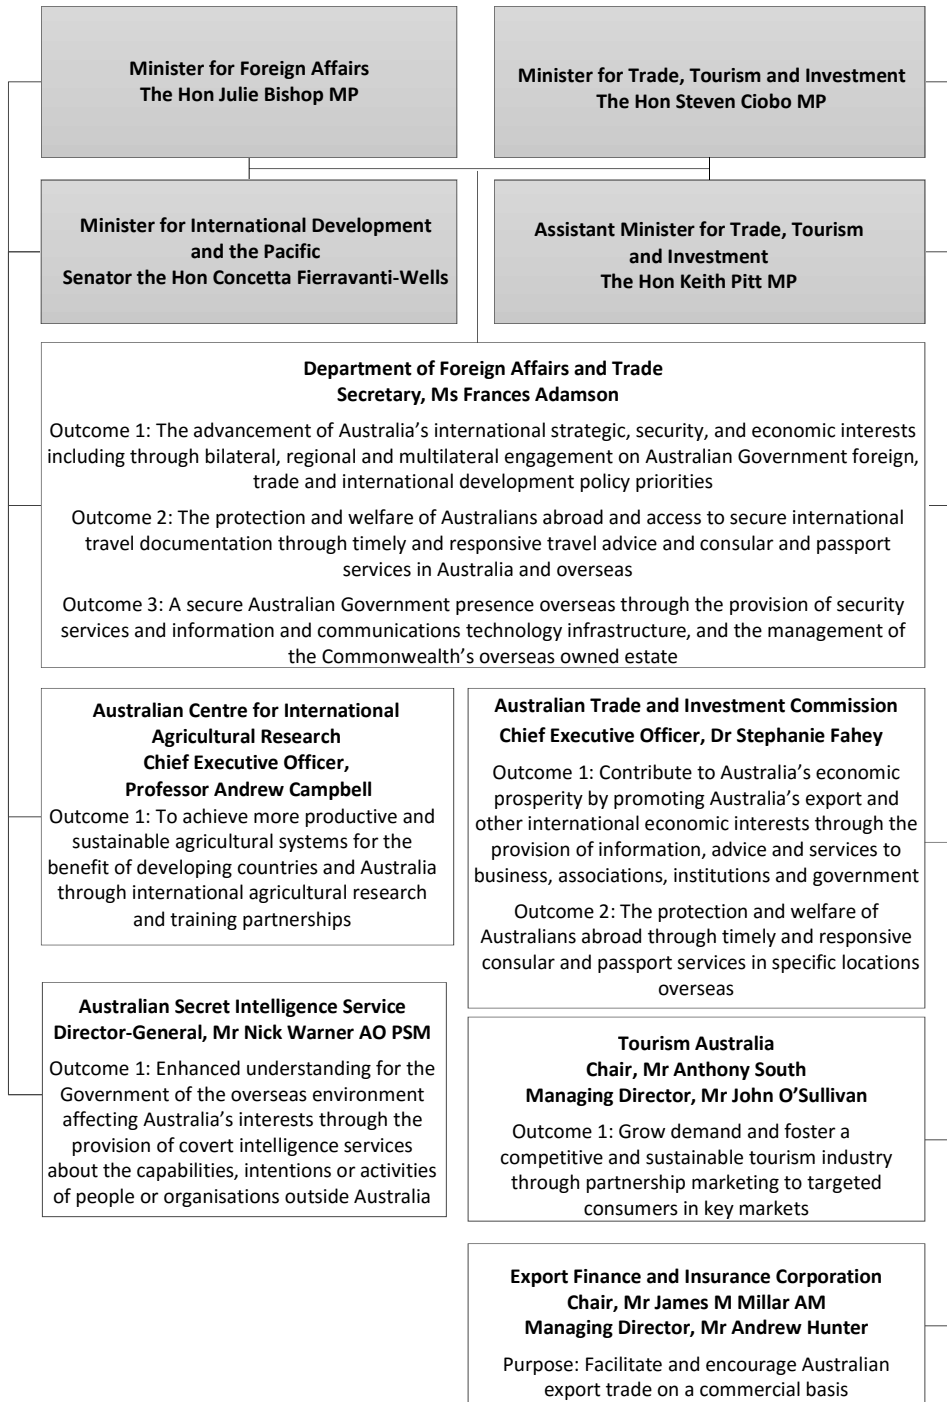 Minister for Foreign Affairs
The Hon Julie Bishop MP
Minister for Trade, Tourism and Investment
The Hon Steven Ciobo MP
Minister for International Development
and the Pacific
Senator the Hon Concetta Fierravanti-Wells
Assistant Minister for Trade, Tourism
and Investment
The Hon Keith Pitt MP
Department of Foreign Affairs and Trade
Secretary, Ms Frances Adamson
Outcome 1: The advancement of Australia’s international strategic, security, and economic interests
including through bilateral, regional and multilateral engagement on Australian Government foreign,
trade and international development policy priorities
Outcome 2: The protection and welfare of Australians abroad and access to secure international
travel documentation through timely and responsive travel advice and consular and passport
services in Australia and overseas
Outcome 3: A secure Australian Government presence overseas through the provision of security
services and information and communications technology infrastructure, and the management of
the Commonwealth’s overseas owned estate
Australian Centre for International
Agricultural Research
Chief Executive Officer,
Professor Andrew Campbell
Outcome 1: To achieve more productive and
sustainable agricultural systems for the
benefit of developing countries and Australia
through international agricultural research
and training partnerships
Australian Trade and Investment Commission
Chief Executive Officer, Dr Stephanie Fahey
Outcome 1: Contribute to Australia’s economic
prosperity by promoting Australia’s export and
other international economic interests through the
provision of information, advice and services to
business, associations, institutions and government
Outcome 2: The protection and welfare of
Australians abroad through timely and responsive
consular and passport services in specific locations
overseas
Australian Secret Intelligence Service
Director-General, Mr Nick Warner AO PSM
Outcome 1: Enhanced understanding for the
Government of the overseas environment
affecting Australia’s interests through the
provision of covert intelligence services
about the capabilities, intentions or activities
of people or organisations outside Australia
Tourism Australia
Chair, Mr Anthony South
Managing Director, Mr John O’Sullivan
Outcome 1: Grow demand and foster a
competitive and sustainable tourism industry
through partnership marketing to targeted
consumers in key markets
Export Finance and Insurance Corporation
Chair, Mr James M Millar AM
Managing Director, Mr Andrew Hunter
Purpose: Facilitate and encourage Australian
export trade on a commercial basis